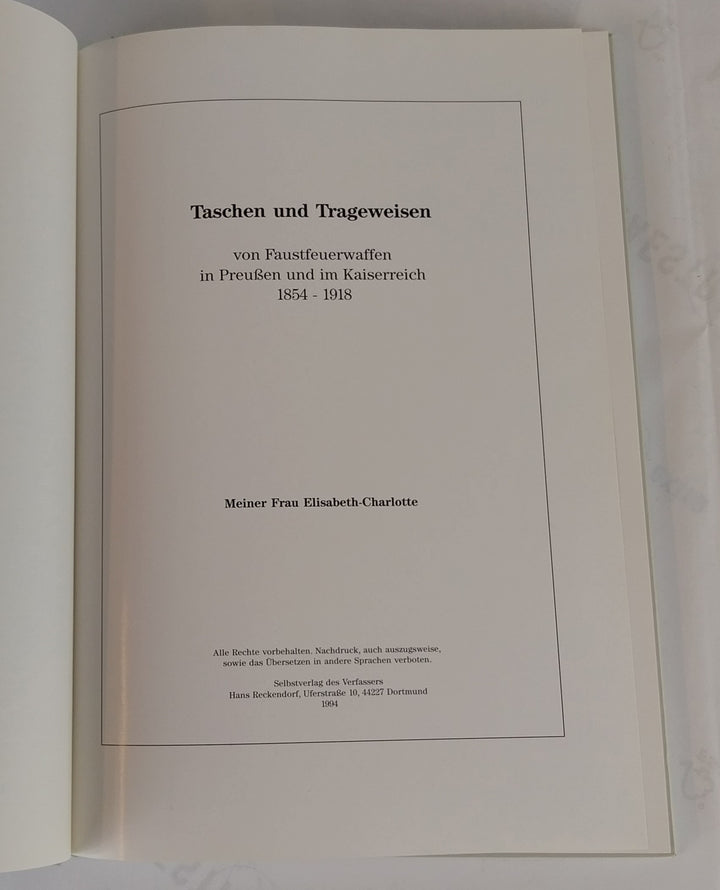 Taschen und Trageweisen
von Faustfeuerwaffen
in Preußen und im Kaiserreich
1854 - 1918
Meiner Frau Elisabeth-Charlotte
Alle Rechte vorbehalten. Nachdruck, auch auszugsweise,
sowie das Übersetzen in andere Sprachen verboten.
Selbstverlag des Verfassers
Hans Reckendorf, Uferstraße 10, 44227 Dortmund
1994